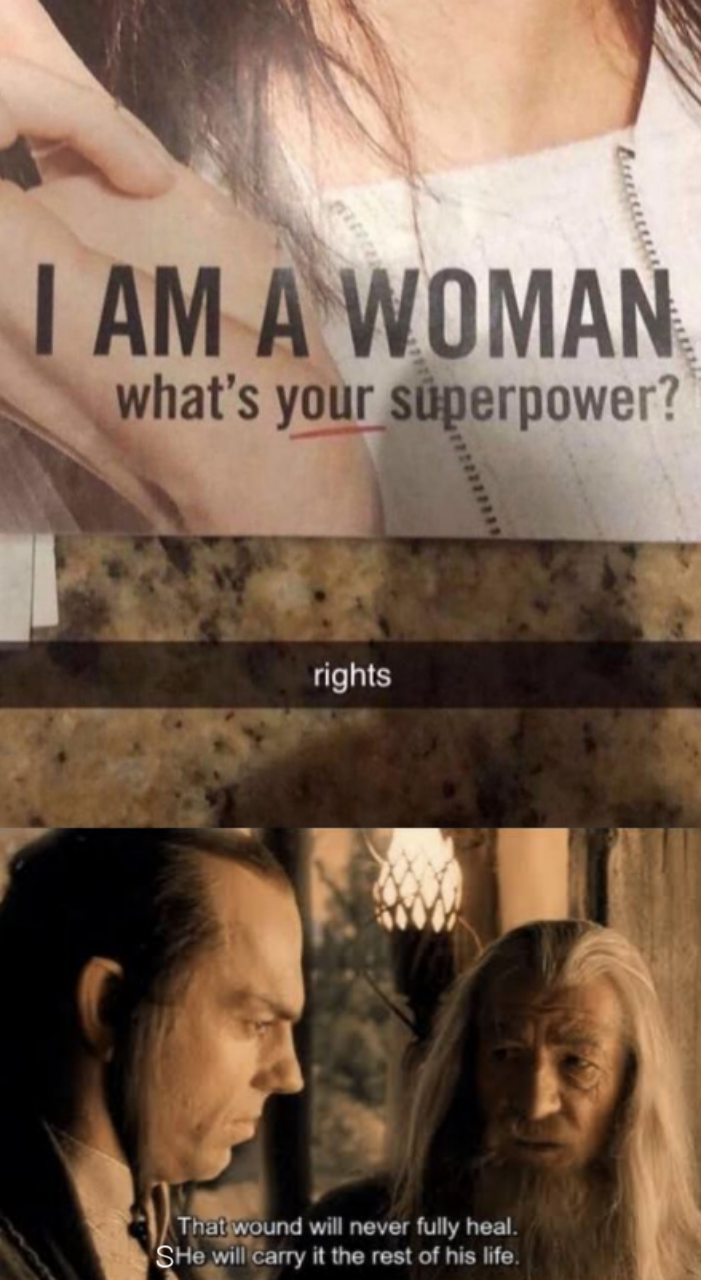 I AM A WOMAN
what's your superpower?
rights
That wound will never fully heal.
SHe will carry it the rest of his life.